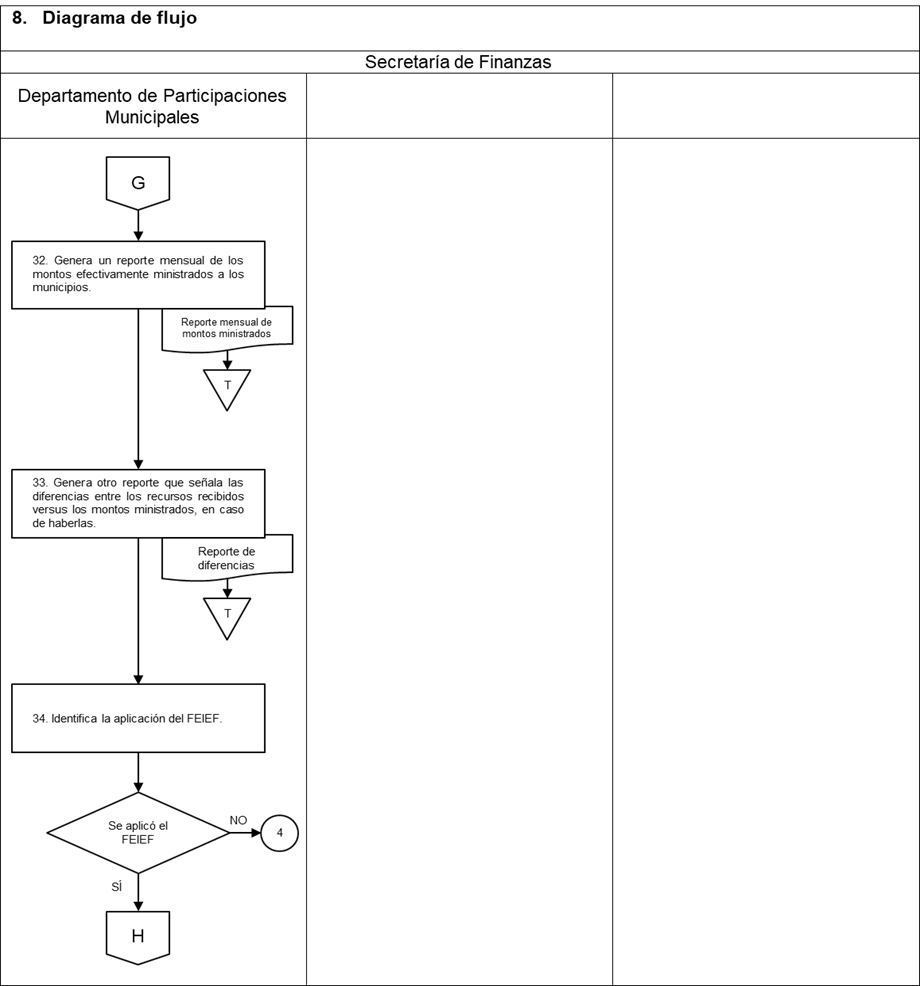 8. Diagrama de flujo
Secretaría de Finanzas
Departamento de Participaciones
Municipales
G
32. Genera un reporte mensual de los
montos efectivamente ministrados a los
municipios.
Reporte mensual de
montos ministrados
T
33. Genera otro reporte que señala las
diferencias entre los recursos recibidos
versus los montos ministrados, en caso
de haberlas.
Reporte de
diferencias
T
34. Identifica la aplicación del FEIEF.
Se aplicó el
FEIEF
NO
4
SÍ
H